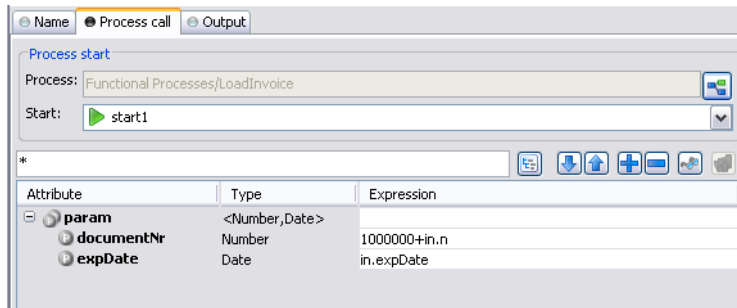 Name Process call Output
Process start
Process: Functional Processes/LoadInvoice
Start: start1
*
Attribute Type Expression
param <Number,Date>
documentNr Number 1000000+in.n
expDate Date in.expDate